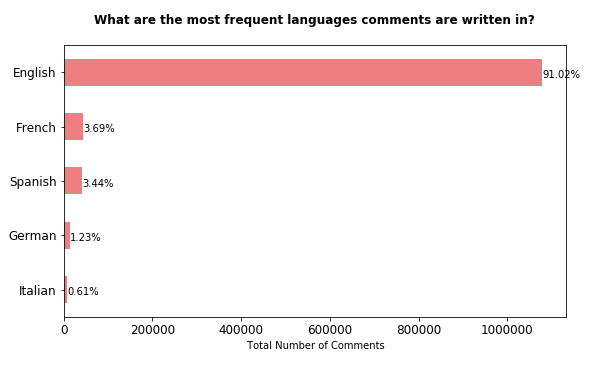 What are the most frequent languages comments are written in?
English
91.02%
French
3.69%
Spanish
3.44%
German
1.23%
Italian
0.61%
0 200000 400000 600000 800000 1000000
Total Number of Comments